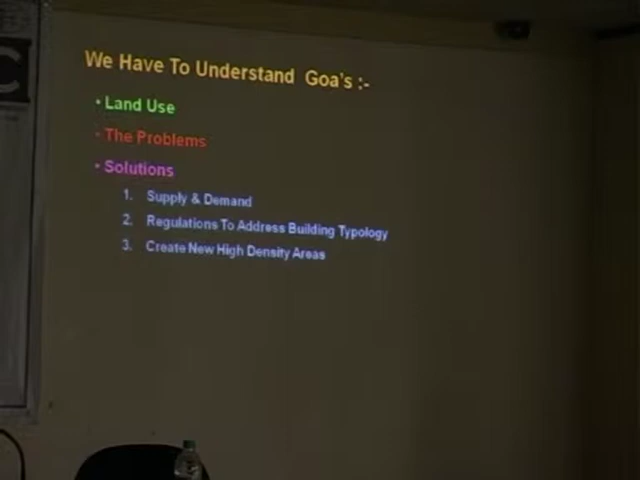 We Have To Understand Goa's :-
• Land Use
• The Problems
• Solutions
1. Supply & Demand
2. Regulations To Address Building Typology
3. Create New High Density Areas